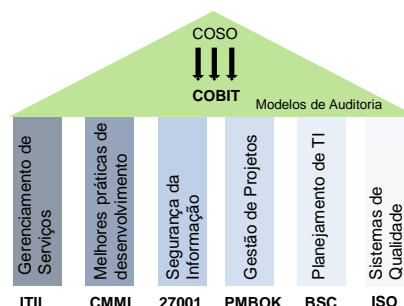 COSO
COBIT
Modelos de Auditoria
Gerenciamento de
Serviços
Melhores práticas de
desenvolvimento
Segurança da
Informação
Gestão de Projetos
Planejamento de TI
Sistemas de
Qualidade
ITIL
CMMI
27001
PMBOK
BSC
ISO